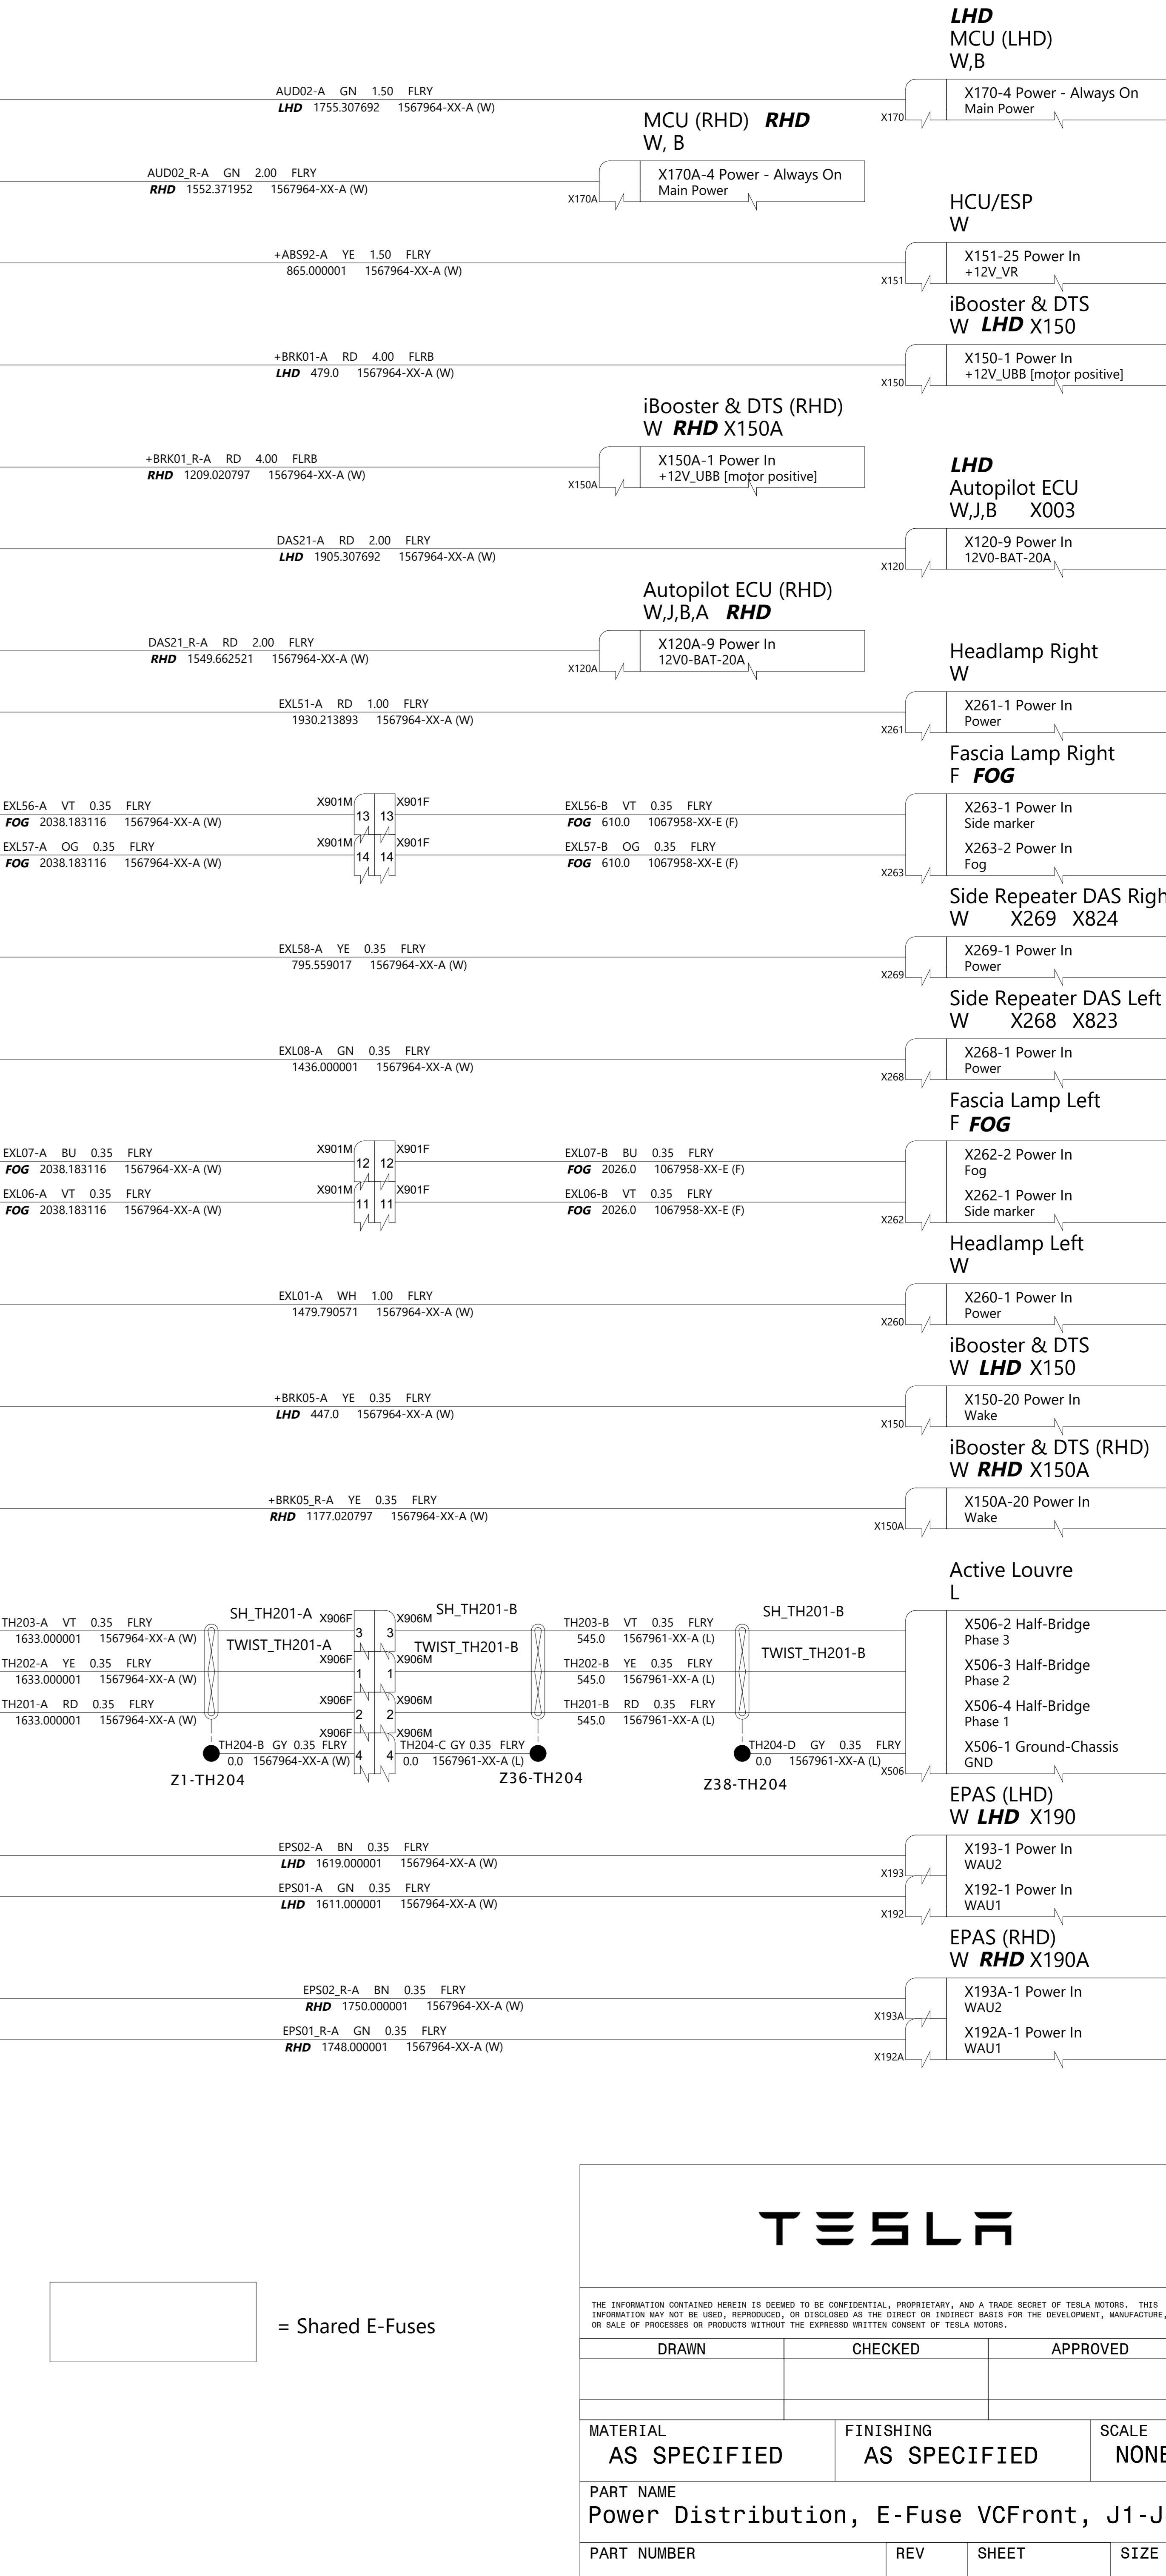 LHD
MCU (LHD)
W,B
AUD02-A GN 1.50 FLRY
LHD 1755.307692 1567964-XX-A (W)
X170
X170-4 Power - Always On
Main Power
MCU (RHD) RHD
W, B
AUD02_R-A GN 2.00 FLRY
RHD 1552.371952 1567964-XX-A (W)
X170A
X170A-4 Power - Always On
Main Power
HCU/ESP
W
+ABS92-A YE 1.50 FLRY
865.000001 1567964-XX-A (W)
X151
X151-25 Power In
+12V_VR
iBooster & DTS
W LHD X150
+BRK01-A RD 4.00 FLRB
LHD 479.0 1567964-XX-A (W)
X150
X150-1 Power In
+12V_UBB [motor positive]
iBooster & DTS (RHD)
W RHD X150A
+BRK01_R-A RD 4.00 FLRB
RHD 1209.020797 1567964-XX-A (W)
X150A
X150A-1 Power In
+12V_UBB [motor positive]
LHD
Autopilot ECU
W,J,B X003
DAS21-A RD 2.00 FLRY
LHD 1905.307692 1567964-XX-A (W)
X120
X120-9 Power In
12V0-BAT-20A
Autopilot ECU (RHD)
W,J,B,A RHD
DAS21_R-A RD 2.00 FLRY
RHD 1549.662521 1567964-XX-A (W)
X120A
X120A-9 Power In
12V0-BAT-20A
Headlamp Right
W
EXL51-A RD 1.00 FLRY
1930.213893 1567964-XX-A (W)
X261
X261-1 Power In
Power
Fascia Lamp Right
F FOG
EXL56-A VT 0.35 FLRY
FOG 2038.183116 1567964-XX-A (W)
X901M 13 13 X901F
EXL56-B VT 0.35 FLRY
FOG 610.0 1067958-XX-E (F)
X263-1 Power In
Side marker
EXL57-A OG 0.35 FLRY
FOG 2038.183116 1567964-XX-A (W)
X901M 14 14 X901F
EXL57-B OG 0.35 FLRY
FOG 610.0 1067958-XX-E (F)
X263
X263-2 Power In
Fog
Side Repeater DAS Righ
W X269 X824
EXL58-A YE 0.35 FLRY
795.559017 1567964-XX-A (W)
X269
X269-1 Power In
Power
Side Repeater DAS Left
W X268 X823
EXL08-A GN 0.35 FLRY
1436.000001 1567964-XX-A (W)
X268
X268-1 Power In
Power
Fascia Lamp Left
F FOG
EXL07-A BU 0.35 FLRY
FOG 2038.183116 1567964-XX-A (W)
X901M 12 12 X901F
EXL07-B BU 0.35 FLRY
FOG 2026.0 1067958-XX-E (F)
X262-2 Power In
Fog
EXL06-A VT 0.35 FLRY
FOG 2038.183116 1567964-XX-A (W)
X901M 11 11 X901F
EXL06-B VT 0.35 FLRY
FOG 2026.0 1067958-XX-E (F)
X262
X262-1 Power In
Side marker
Headlamp Left
W
EXL01-A WH 1.00 FLRY
1479.790571 1567964-XX-A (W)
X260
X260-1 Power In
Power
iBooster & DTS
W LHD X150
+BRK05-A YE 0.35 FLRY
LHD 447.0 1567964-XX-A (W)
X150
X150-20 Power In
Wake
iBooster & DTS (RHD)
W RHD X150A
+BRK05_R-A YE 0.35 FLRY
RHD 1177.020797 1567964-XX-A (W)
X150A
X150A-20 Power In
Wake
Active Louvre
L
SH_TH201-A
SH_TH201-B
SH_TH201-B
TH203-A VT 0.35 FLRY
1633.000001 1567964-XX-A (W)
X906F 3 3 X906M
TH203-B VT 0.35 FLRY
545.0 1567961-XX-A (L)
X506-2 Half-Bridge
Phase 3
TWIST_TH201-A
TWIST_TH201-B
TWIST_TH201-B
TH202-A YE 0.35 FLRY
1633.000001 1567964-XX-A (W)
X906F 1 1 X906M
TH202-B YE 0.35 FLRY
545.0 1567961-XX-A (L)
X506-3 Half-Bridge
Phase 2
TH201-A RD 0.35 FLRY
1633.000001 1567964-XX-A (W)
X906F 2 2 X906M
TH201-B RD 0.35 FLRY
545.0 1567961-XX-A (L)
X506-4 Half-Bridge
Phase 1
TH204-B GY 0.35 FLRY
0.0 1567964-XX-A (W)
X906F 4 4 X906M
TH204-C GY 0.35 FLRY
0.0 1567961-XX-A (L)
TH204-D GY 0.35 FLRY
0.0 1567961-XX-A (L)
X506
X506-1 Ground-Chassis
GND
Z1-TH204
Z36-TH204
Z38-TH204
EPAS (LHD)
W LHD X190
EPS02-A BN 0.35 FLRY
LHD 1619.000001 1567964-XX-A (W)
X193
X193-1 Power In
WAU2
EPS01-A GN 0.35 FLRY
LHD 1611.000001 1567964-XX-A (W)
X192
X192-1 Power In
WAU1
EPAS (RHD)
W RHD X190A
EPS02_R-A BN 0.35 FLRY
RHD 1750.000001 1567964-XX-A (W)
X193A
X193A-1 Power In
WAU2
EPS01_R-A GN 0.35 FLRY
RHD 1748.000001 1567964-XX-A (W)
X192A
X192A-1 Power In
WAU1
TESLA
= Shared E-Fuses
THE INFORMATION CONTAINED HEREIN IS DEEMED TO BE CONFIDENTIAL, PROPRIETARY, AND A TRADE SECRET OF TESLA MOTORS. THIS
INFORMATION MAY NOT BE USED, REPRODUCED, OR DISCLOSED AS THE DIRECT OR INDIRECT BASIS FOR THE DEVELOPMENT, MANUFACTURE,
OR SALE OF PROCESSES OR PRODUCTS WITHOUT THE EXPRESSD WRITTEN CONSENT OF TESLA MOTORS.
DRAWN CHECKED APPROVED
MATERIAL FINISHING SCALE
AS SPECIFIED AS SPECIFIED NONE
PART NAME
Power Distribution, E-Fuse VCFront, J1-J
PART NUMBER REV SHEET SIZE